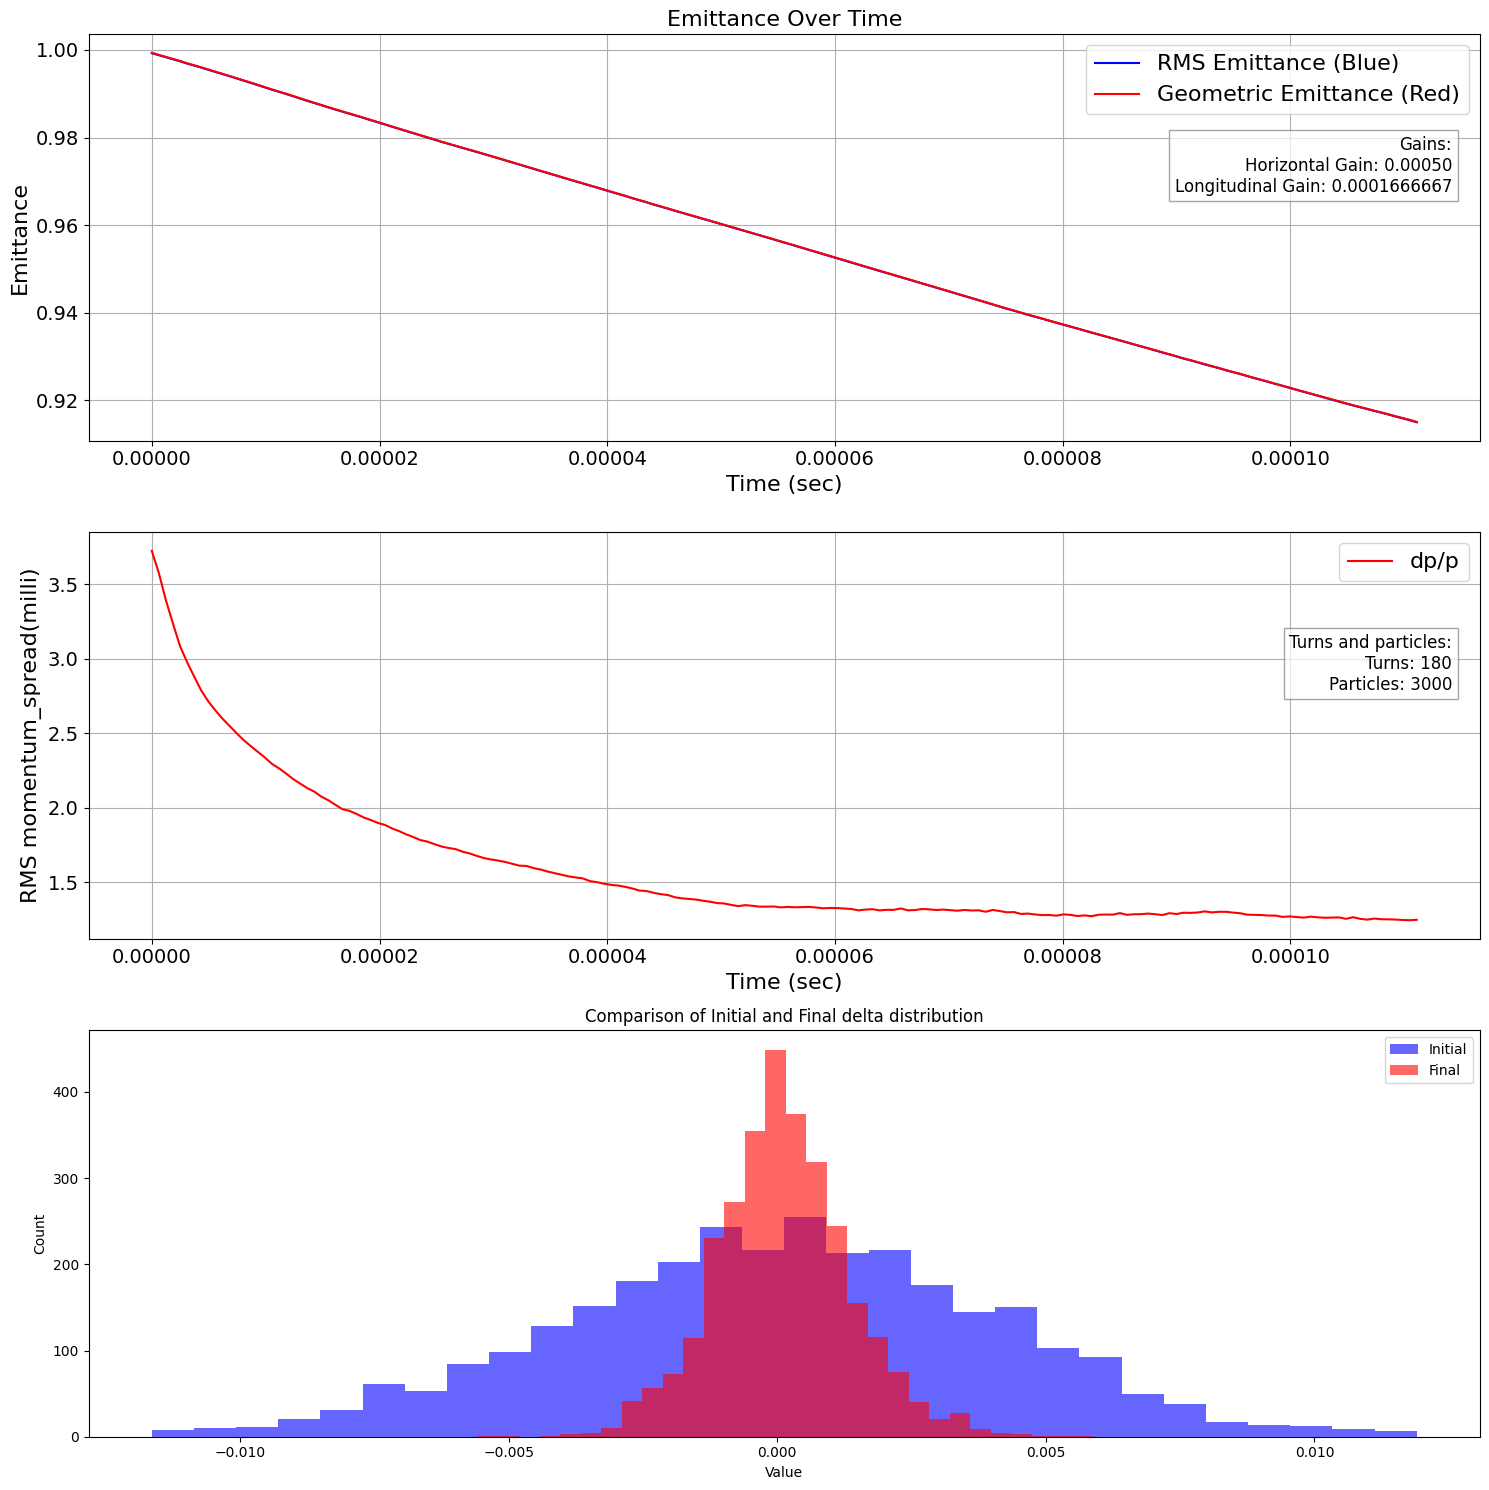 Emittance Over Time
Emittance
1.00
0.98
0.96
0.94
0.92
RMS Emittance (Blue)
Geometric Emittance (Red)
Gains:
Horizontal Gain: 0.00050
Longitudinal Gain: 0.0001666667
0.00000 0.00002 0.00004 0.00006 0.00008 0.00010
Time (sec)
RMS momentum_spread(milli)
3.5
3.0
2.5
2.0
1.5
dp/p
Turns and particles:
Turns: 180
Particles: 3000
0.00000 0.00002 0.00004 0.00006 0.00008 0.00010
Time (sec)
Comparison of Initial and Final delta distribution
Count
400
300
200
100
0
Initial
Final
−0.010 −0.005 0.000 0.005 0.010
Value